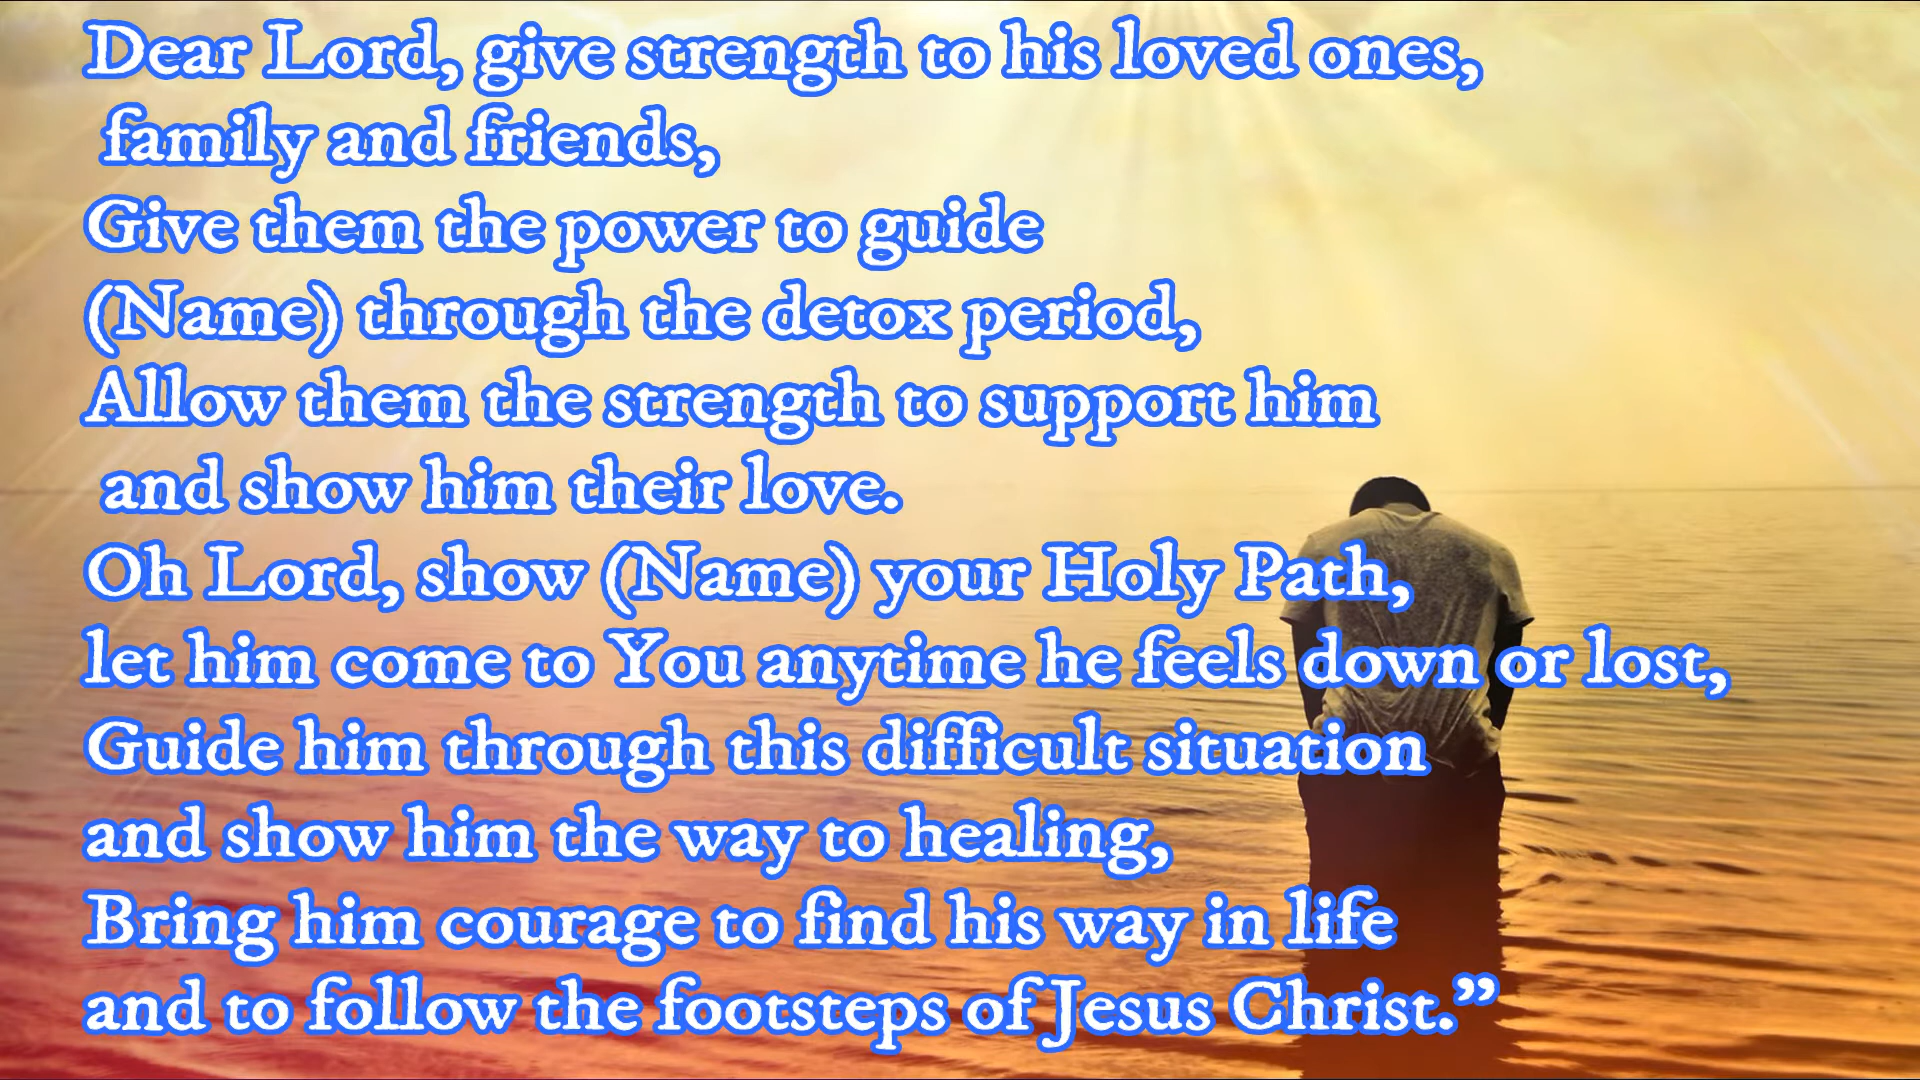 Dear Lord, give strength to his loved ones,
family and friends,
Give them the power to guide
(Name) through the detox period,
Allow them the strength to support him
and show him their love.
Oh Lord, show (Name) your Holy Path,
let him come to You anytime he feels down or lost,
Guide him through this difficult situation
and show him the way to healing,
Bring him courage to find his way in life
and to follow the footsteps of Jesus Christ.”